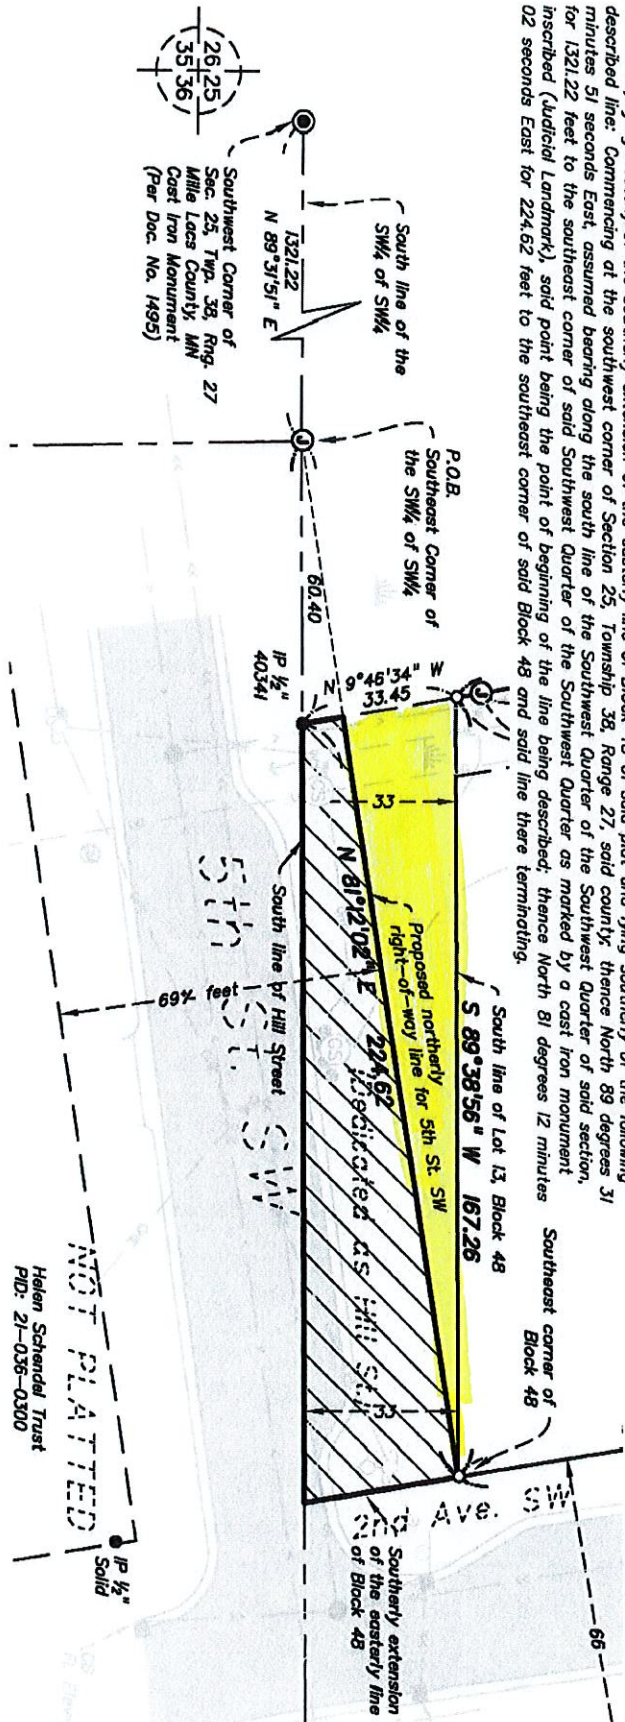 described line: Commencing at the southwest corner of Section 25, Township 38, Range 27, said county; thence North 89 degrees 31
minutes 51 seconds East, assumed bearing along the south line of the Southwest Quarter of the Southwest Quarter of said section,
for 1321.22 feet to the southeast corner of said Southwest Quarter of the Southwest Quarter as marked by a cast iron monument
inscribed (Judicial Landmark), said point being the point of beginning of the line being described; thence North 81 degrees 12 minutes
02 seconds East for 224.62 feet to the southeast corner of said Block 48 and said line there terminating.
26 25
35 36
Southwest Corner of
Sec. 25, Twp. 38, Rng. 27
Mille Lacs County, MN
Cast Iron Monument
(Per Doc. No. 1495)
South line of the
SW¼ of SW¼
1321.22
N 89°31'51" E
J
P.O.B.
Southeast Corner of
the SW¼ of SW¼
60.40
IP ½"
40341
N 9°46'34" W
33.45
J
33
South line of Lot 13, Block 48
S 89°38'56" W 167.26
Proposed northerly
right-of-way line for 5th St. SW
N 81°12'02" E
224.62
(dedicated as Hill St.)
33
Southeast corner of
Block 48
South line of Hill Street
5th St. SW
69± feet
2nd Ave. SW
66
Southerly extension
of the easterly line
of Block 48
NOT PLATTED
Helen Schendel Trust
PID: 21-036-0300
IP ½"
Solid